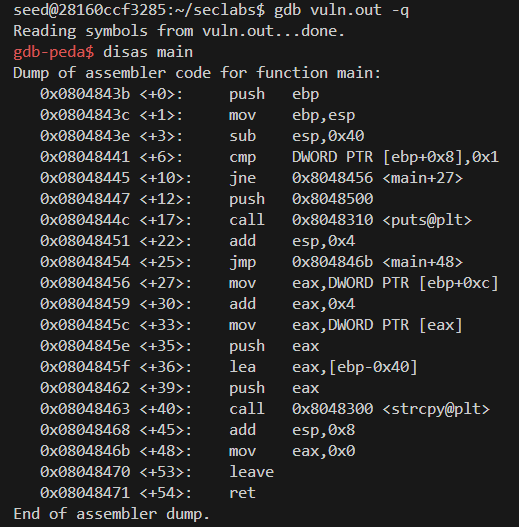 seed@28160ccf3285:~/seclabs$ gdb vuln.out -q
Reading symbols from vuln.out...done.
gdb-peda$ disas main
Dump of assembler code for function main:
   0x0804843b <+0>:     push   ebp
   0x0804843c <+1>:     mov    ebp,esp
   0x0804843e <+3>:     sub    esp,0x40
   0x08048441 <+6>:     cmp    DWORD PTR [ebp+0x8],0x1
   0x08048445 <+10>:    jne    0x8048456 <main+27>
   0x08048447 <+12>:    push   0x8048500
   0x0804844c <+17>:    call   0x8048310 <puts@plt>
   0x08048451 <+22>:    add    esp,0x4
   0x08048454 <+25>:    jmp    0x804846b <main+48>
   0x08048456 <+27>:    mov    eax,DWORD PTR [ebp+0xc]
   0x08048459 <+30>:    add    eax,0x4
   0x0804845c <+33>:    mov    eax,DWORD PTR [eax]
   0x0804845e <+35>:    push   eax
   0x0804845f <+36>:    lea    eax,[ebp-0x40]
   0x08048462 <+39>:    push   eax
   0x08048463 <+40>:    call   0x8048300 <strcpy@plt>
   0x08048468 <+45>:    add    esp,0x8
   0x0804846b <+48>:    mov    eax,0x0
   0x08048470 <+53>:    leave
   0x08048471 <+54>:    ret
End of assembler dump.